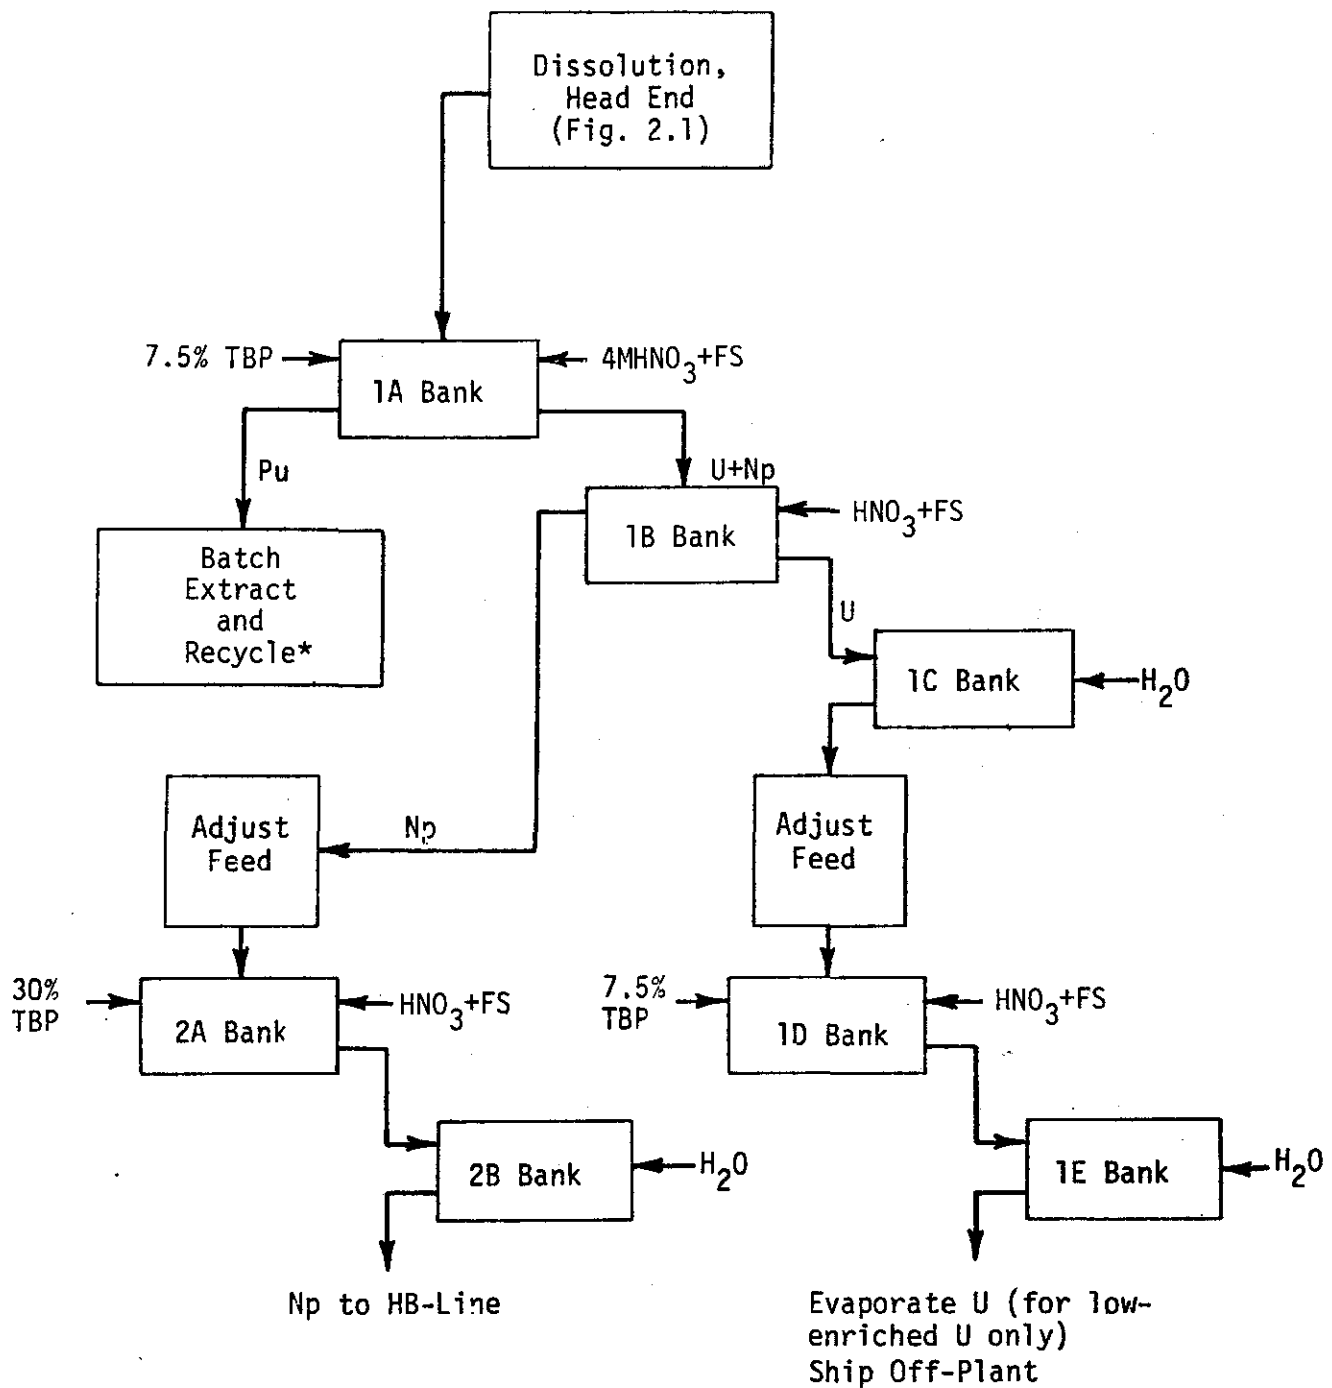 Dissolution,
Head End
(Fig. 2.1)
7.5% TBP
4MHNO3+FS
1A Bank
Pu
U+Np
HNO3+FS
1B Bank
Batch
Extract
and
Recycle*
U
1C Bank
H2O
Adjust
Feed
Np
Adjust
Feed
30%
TBP
HNO3+FS
2A Bank
7.5%
TBP
HNO3+FS
1D Bank
2B Bank
H2O
1E Bank
H2O
Np to HB-Line
Evaporate U (for low-
enriched U only)
Ship Off-Plant